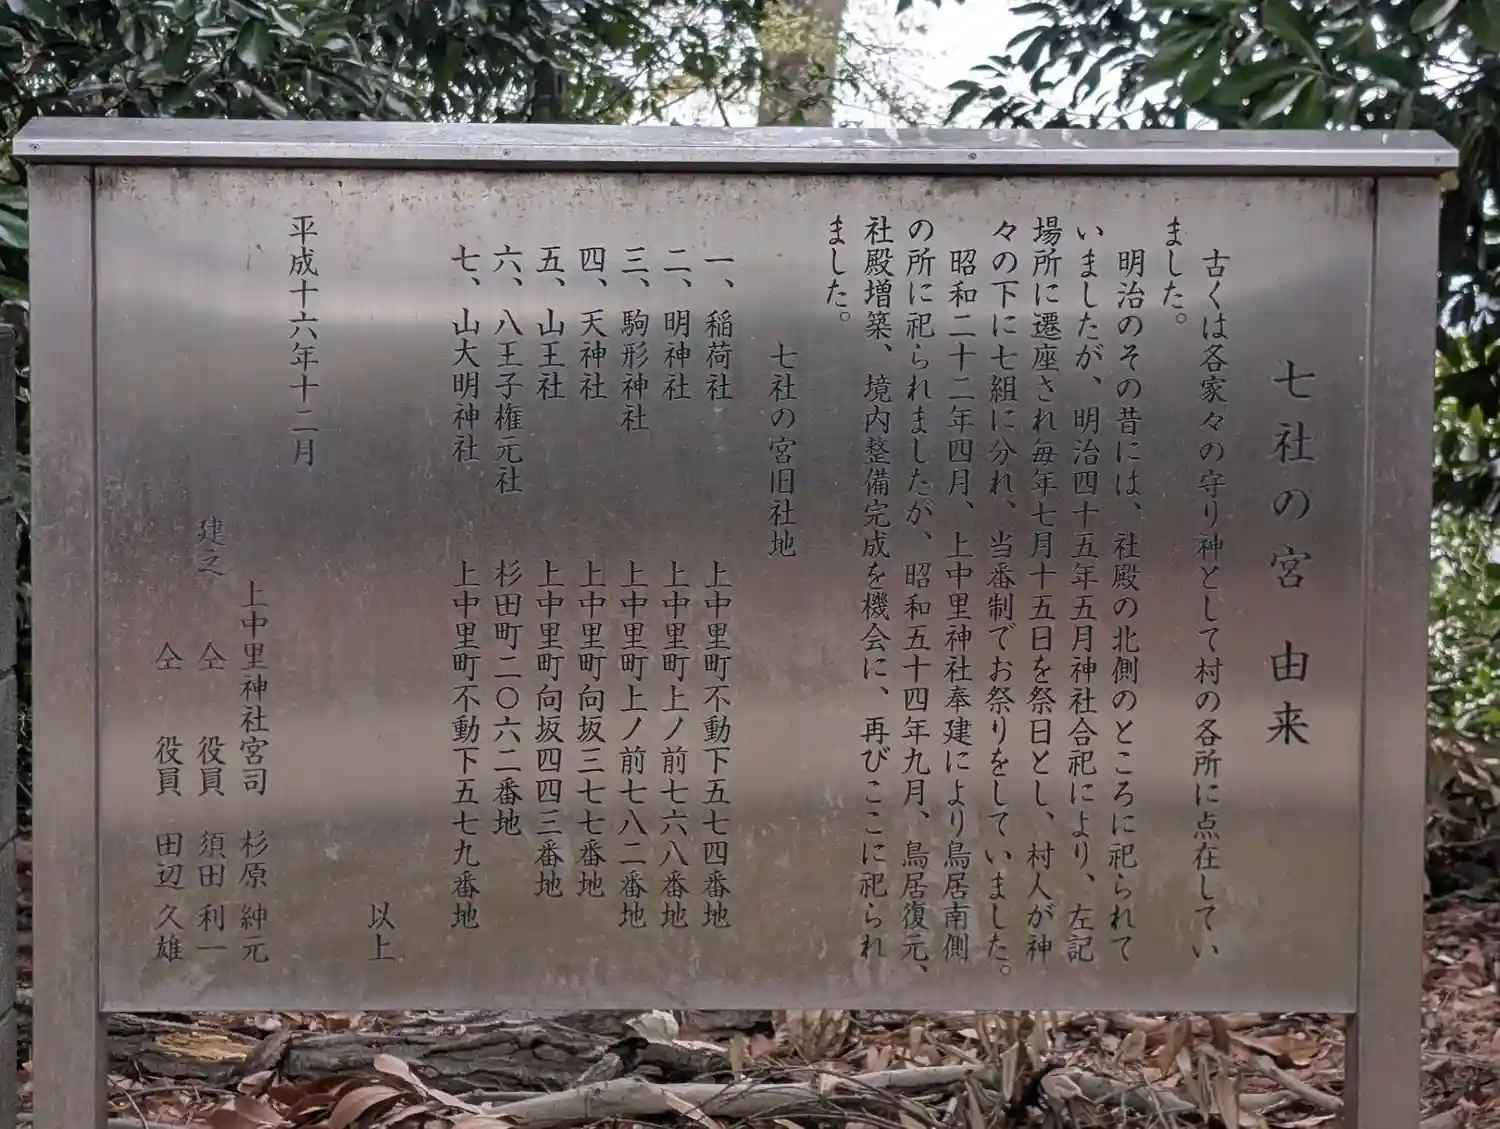 七社の宮　由来
古くは各家々の守り神として村の各所に点在してい
ました。
明治のその昔には、社殿の北側のところに祀られて
いましたが、明治四十五年五月神社合祀により、左記
場所に遷座され毎年七月十五日を祭日とし、村人が神
々の下に七組に分れ、当番制でお祭りをしていました。
昭和二十二年四月、上中里神社奉建により鳥居南側
の所に祀られましたが、昭和五十四年九月、鳥居復元、
社殿増築、境内整備完成を機会に、再びここに祀られ
ました。
七社の宮旧社地
一、稲荷社　上中里町不動下五七四番地
二、明神社　上中里町上ノ前七六八番地
三、駒形神社　上中里町上ノ前七八二番地
四、天神社　上中里町向坂三七七番地
五、山王社　上中里町向坂四四三番地
六、八王子権元社　杉田町二〇六二番地
七、山大明神社　上中里町不動下五七九番地
以上
平成十六年十二月
上中里神社宮司　杉原　紳元
建之　仝　役員　須田　利一
仝　役員　田辺　久雄